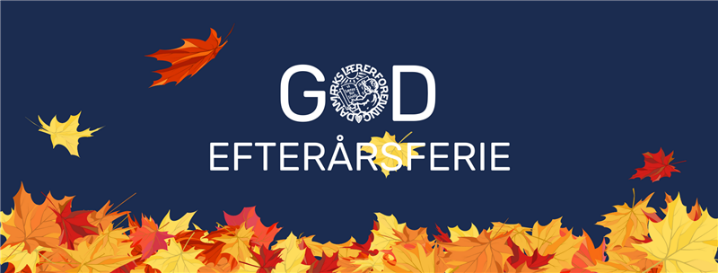 GOD
DANMARKS LÆRERFORENING
EFTERÅRSFERIE